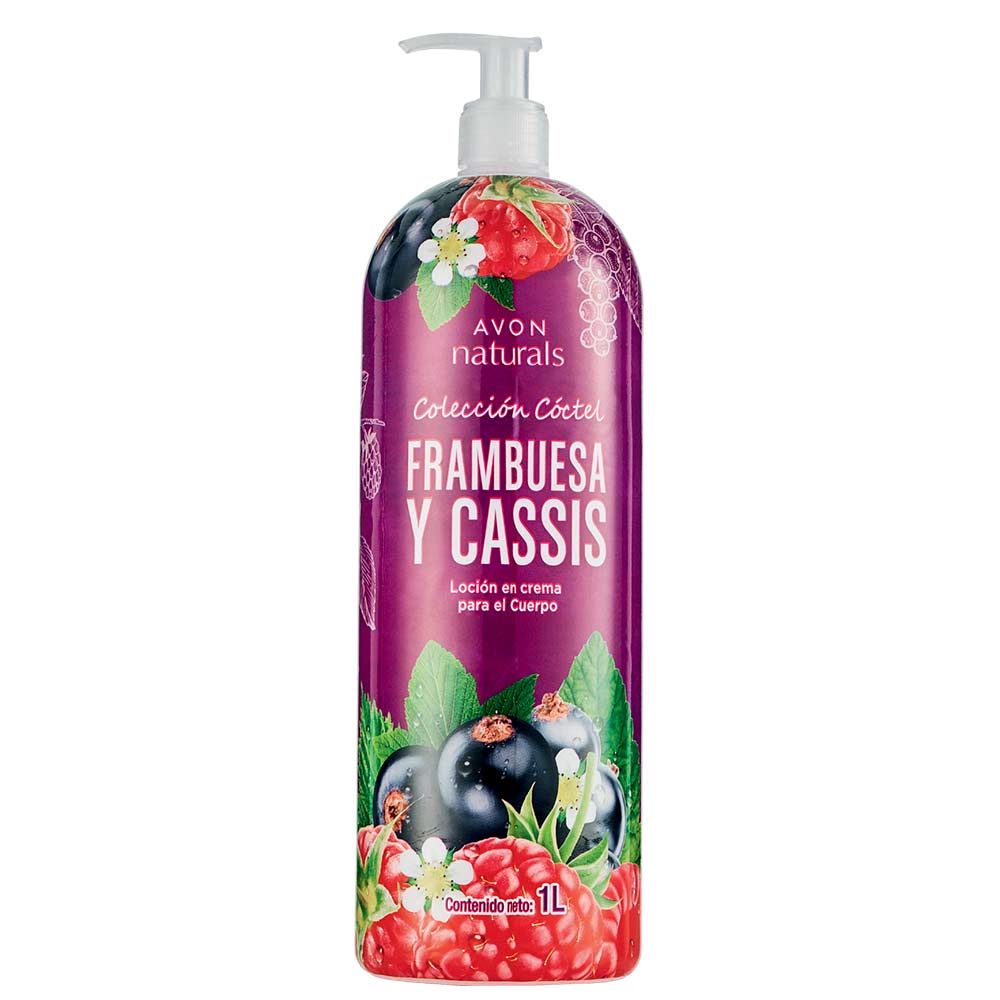 AVON
naturals
Colección Cóctel
FRAMBUESA
Y CASSIS
Loción en crema
para el Cuerpo
Contenido neto: 1L